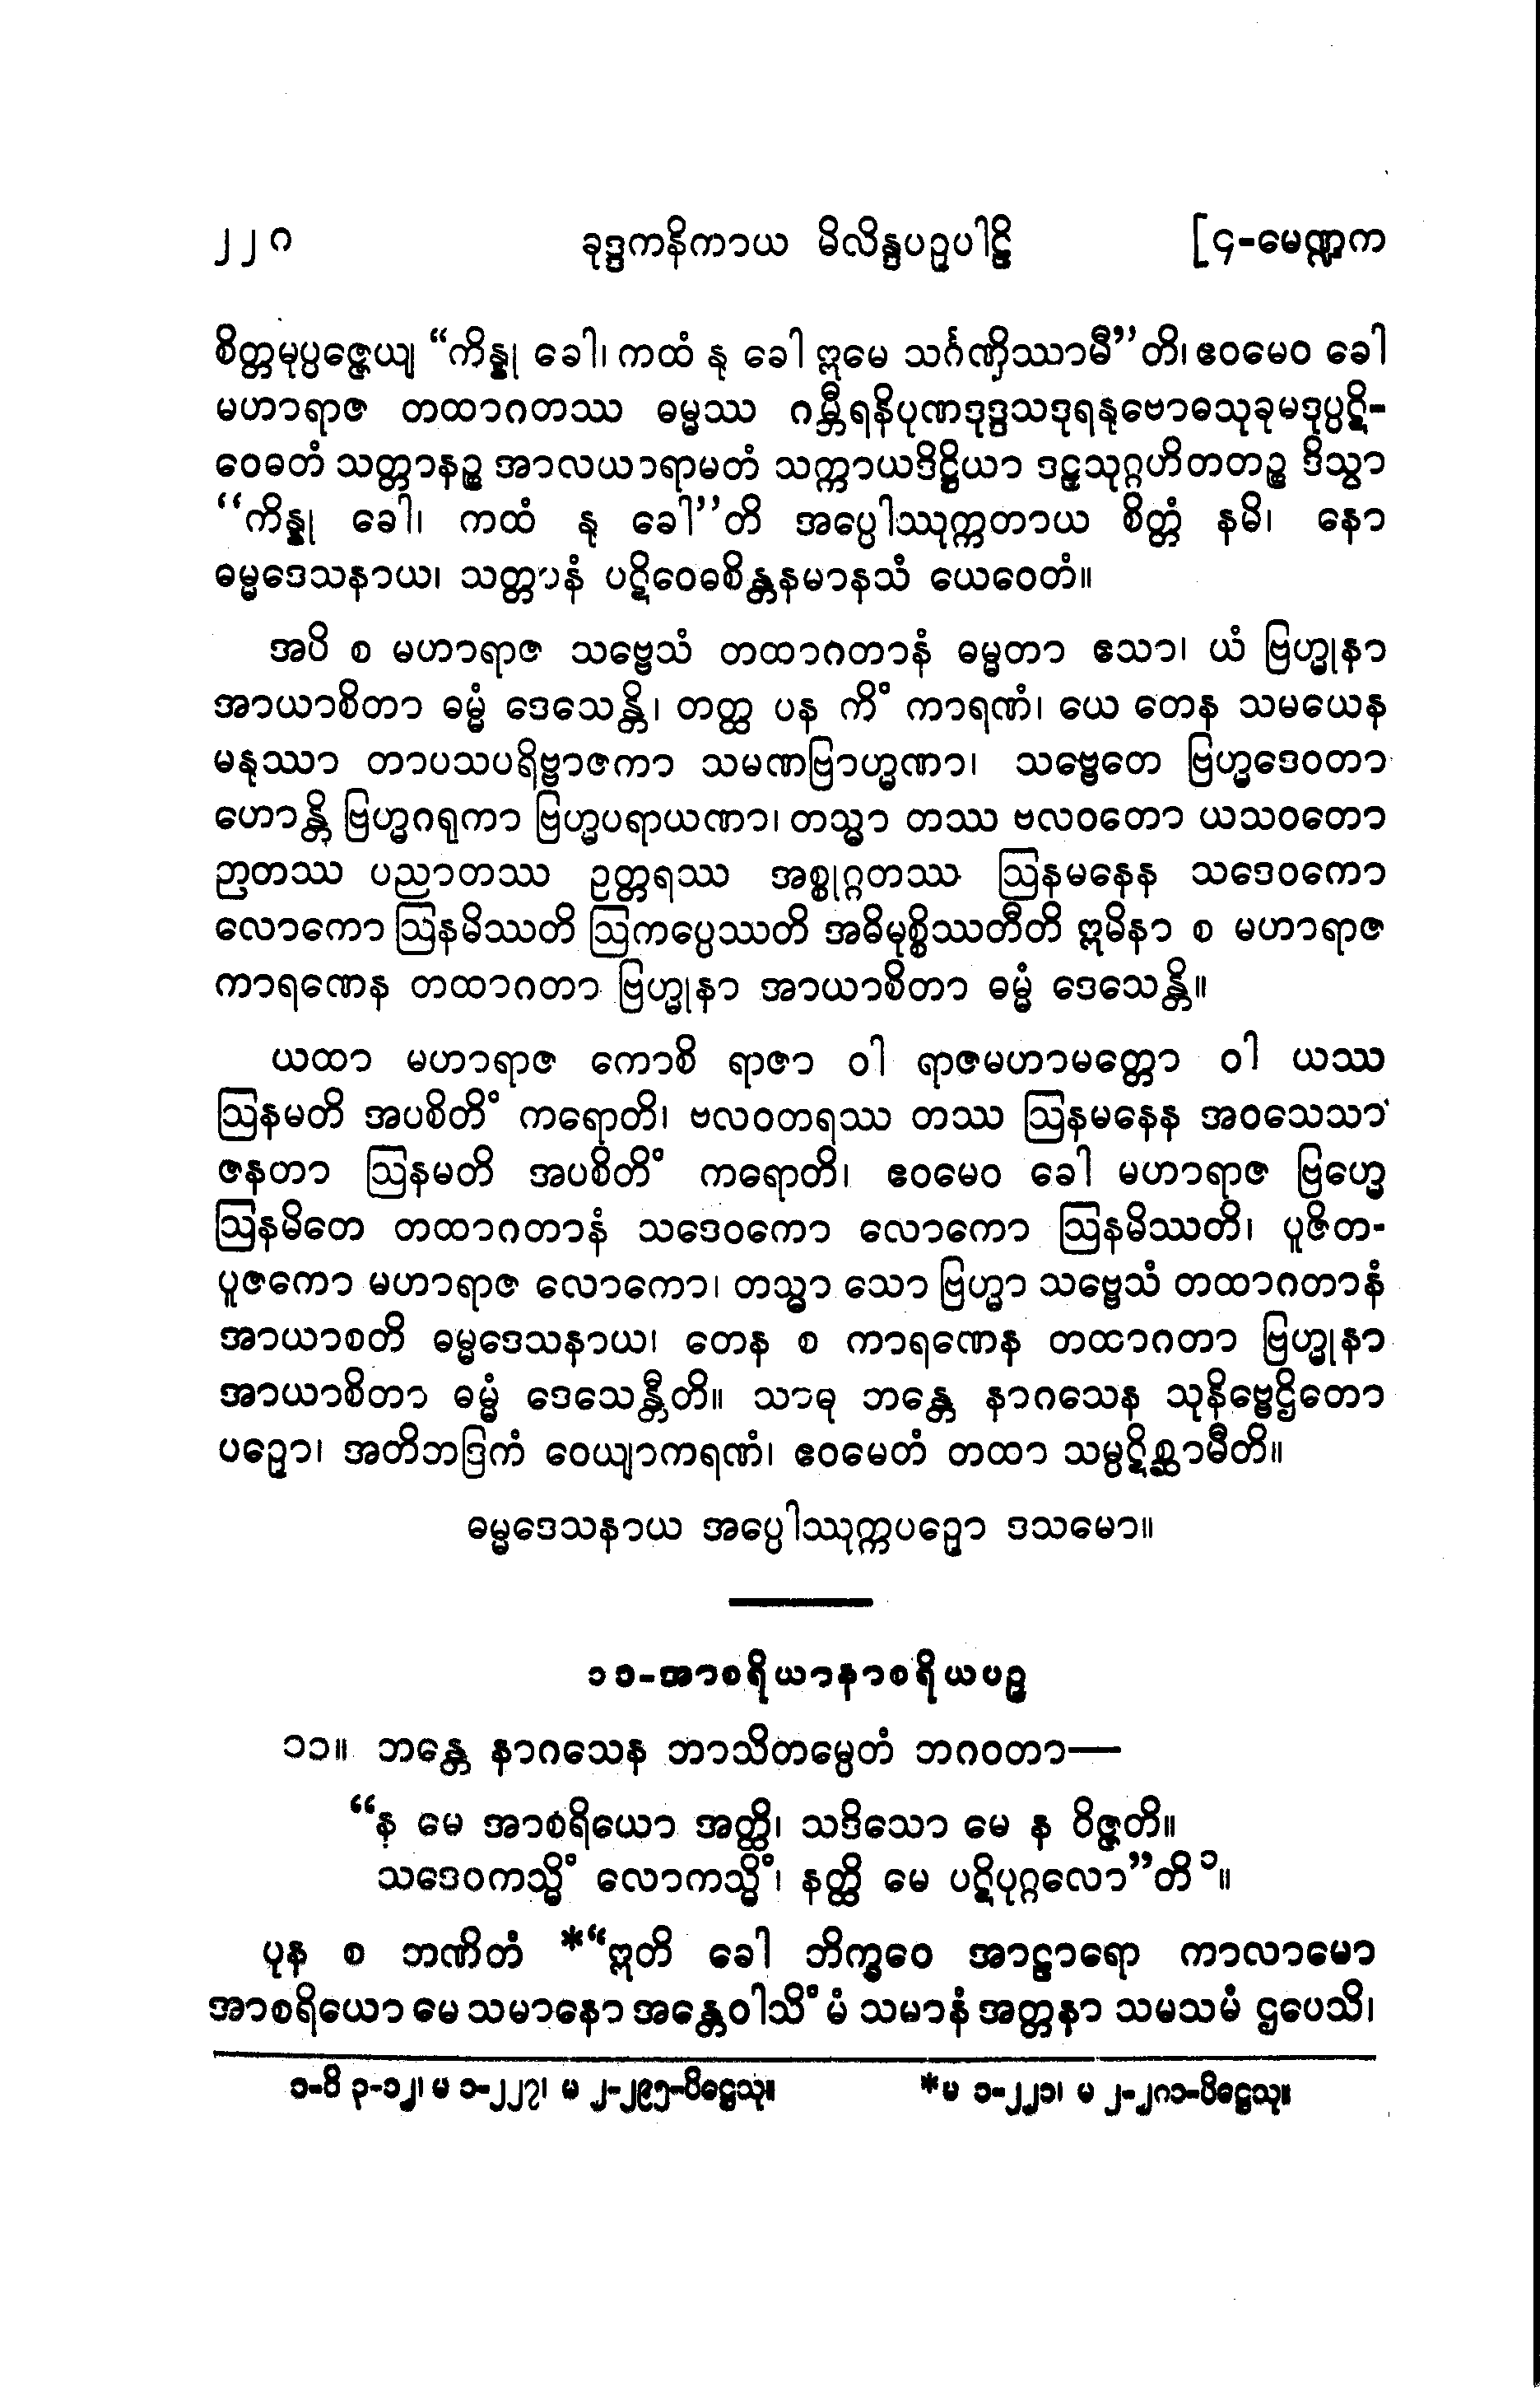 ၂၂၈ ခုဒ္ဒကနိကာယ မိလိန္ဒပဉှပါဠိ [၄-မေဏ္ဍက
စိတ္တမုပ္ပဇ္ဇေယျ “ကိန္နု ခေါ၊ ကထံ နု ခေါ ဣမေ သင်္ဂဏှိဿာမီ”တိ၊ ဧဝမေဝ ခေါ
မဟာရာဇ တထာဂတဿ ဓမ္မဿ ဂမ္ဘီရနိပုဏဒုဒ္ဒသဒုရနုဗောဓသုခုမဒုပ္ပဋိ-
ဝေဓတံ သတ္တာနဉ္စ အာလယာရာမတံ သက္ကာယဒိဋ္ဌိယာ ဒဠှသုဂ္ဂဟိတတဉ္စ ဒိသွာ
“ကိန္နု ခေါ၊ ကထံ နု ခေါ”တိ အပ္ပေါဿုက္ကတာယ စိတ္တံ နမိ၊ နော
ဓမ္မဒေသနာယ၊ သတ္တာနံ ပဋိဝေဓစိန္တနမာနသံ ယေဝေတံ။
အပိ စ မဟာရာဇ သဗ္ဗေသံ တထာဂတာနံ ဓမ္မတာ ဧသာ၊ ယံ ဗြဟ္မုနာ
အာယာစိတာ ဓမ္မံ ဒေသေန္တိ၊ တတ္ထ ပန ကိံ ကာရဏံ၊ ယေ တေန သမယေန
မနုဿာ တာပသပရိဗ္ဗာဇကာ သမဏဗြာဟ္မဏာ၊ သဗ္ဗေတေ ဗြဟ္မဒေဝတာ
ဟောန္တိ ဗြဟ္မဂရုကာ ဗြဟ္မပရာယဏာ၊ တသ္မာ တဿ ဗလဝတော ယသဝတော
ဉာတဿ ပညာတဿ ဥတ္တရဿ အစ္စုဂ္ဂတဿ ဩနမနေန သဒေဝကော
လောကော ဩနမိဿတိ ဩကပ္ပေဿတိ အဓိမုစ္စိဿတီတိ ဣမိနာ စ မဟာရာဇ
ကာရဏေန တထာဂတာ ဗြဟ္မုနာ အာယာစိတာ ဓမ္မံ ဒေသေန္တိ။
ယထာ မဟာရာဇ ကောစိ ရာဇာ ဝါ ရာဇမဟာမတ္တော ဝါ ယဿ
ဩနမတိ အပစိတိံ ကရောတိ၊ ဗလဝတရဿ တဿ ဩနမနေန အဝသေသာ
ဇနတာ ဩနမတိ အပစိတိံ ကရောတိ၊ ဧဝမေဝ ခေါ မဟာရာဇ ဗြဟ္မေ
ဩနမိတေ တထာဂတာနံ သဒေဝကော လောကော ဩနမိဿတိ၊ ပူဇိတ-
ပူဇကော မဟာရာဇ လောကော၊ တသ္မာ သော ဗြဟ္မာ သဗ္ဗေသံ တထာဂတာနံ
အာယာစတိ ဓမ္မဒေသနာယ၊ တေန စ ကာရဏေန တထာဂတာ ဗြဟ္မုနာ
အာယာစိတာ ဓမ္မံ ဒေသေန္တီတိ။ သာဓု ဘန္တေ နာဂသေန သုနိဗ္ဗေဌိတော
ပဉှော၊ အတိဘဒြကံ ဝေယျာကရဏံ၊ ဧဝမေတံ တထာ သမ္ပဋိစ္ဆာမီတိ။
ဓမ္မဒေသနာယ အပ္ပေါဿုက္ကပဉှော ဒသမော။
၁၁-အာစရိယာနာစရိယပဉှ
၁၁။ ဘန္တေ နာဂသေန ဘာသိတမ္ပေတံ ဘဂဝတာ—
“န မေ အာစရိယော အတ္ထိ၊ သဒိသော မေ န ဝိဇ္ဇတိ။
သဒေဝကသ္မိံ လောကသ္မိံ၊ နတ္ထိ မေ ပဋိပုဂ္ဂလော”တိ၁။
ပုန စ ဘဏိတံ *“ဣတိ ခေါ ဘိက္ခဝေ အာဠာရော ကာလာမော
အာစရိယော မေ သမာနော အန္တေဝါသိံ မံ သမာနံ အတ္တနာ သမသမံ ဌပေသိ၊
၁-ဝိ ၃-၁၂၊ မ ၁-၂၂၇၊ မ ၂-၂၉၅-ပိဋ္ဌေသု။ *မ ၁-၂၂၁၊ မ ၂-၂၈၁-ပိဋ္ဌေသု။